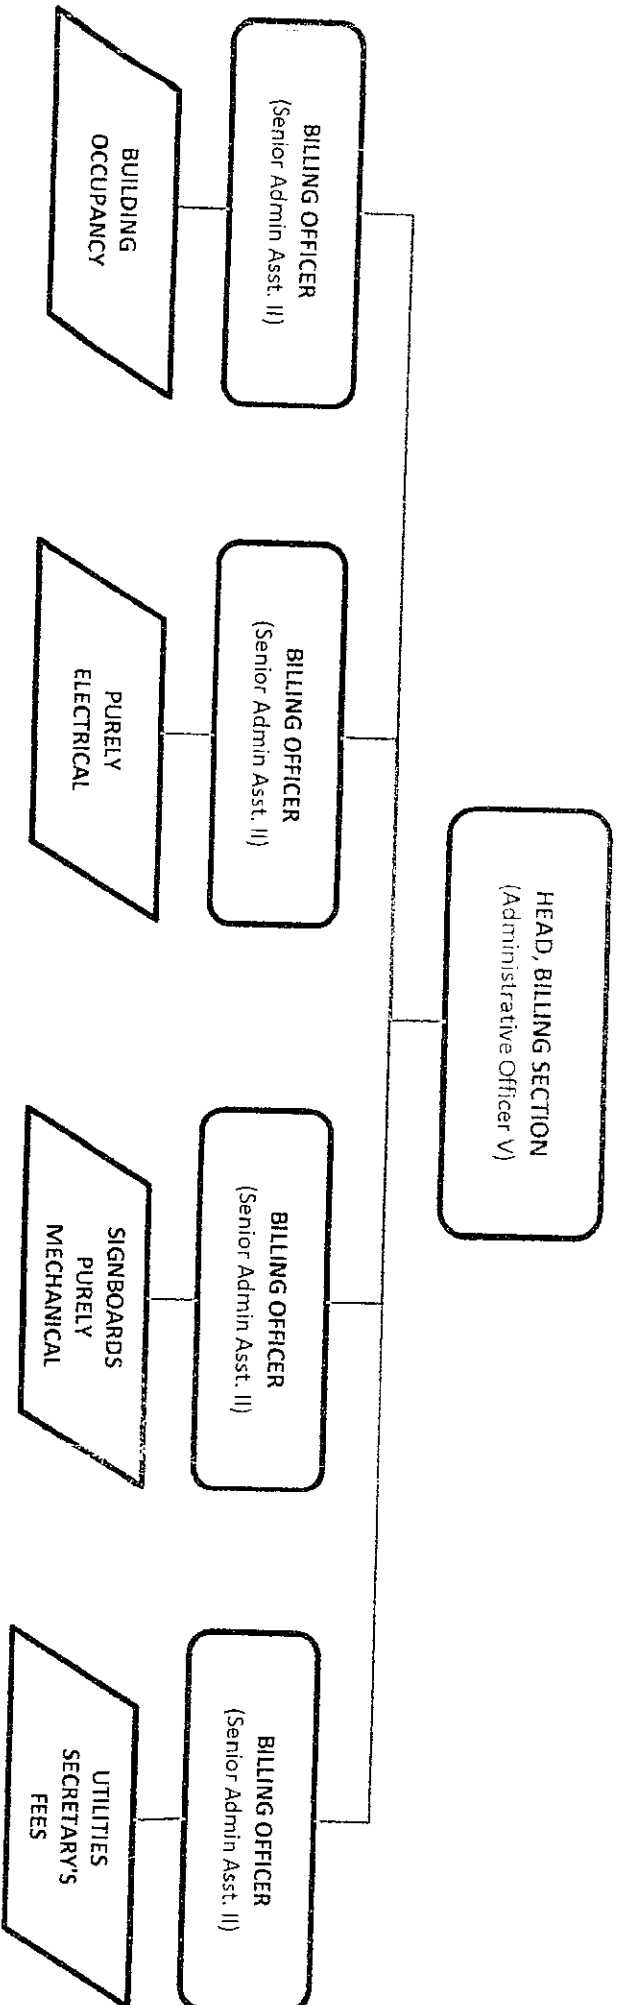 HEAD, BILLING SECTION
(Administrative Officer V)
BILLING OFFICER
(Senior Admin Asst. II)
BILLING OFFICER
(Senior Admin Asst. II)
BILLING OFFICER
(Senior Admin Asst. II)
BILLING OFFICER
(Senior Admin Asst. II)
BUILDING
OCCUPANCY
PURELY
ELECTRICAL
SIGNBOARDS
PURELY
MECHANICAL
UTILITIES
SECRETARY'S
FEES